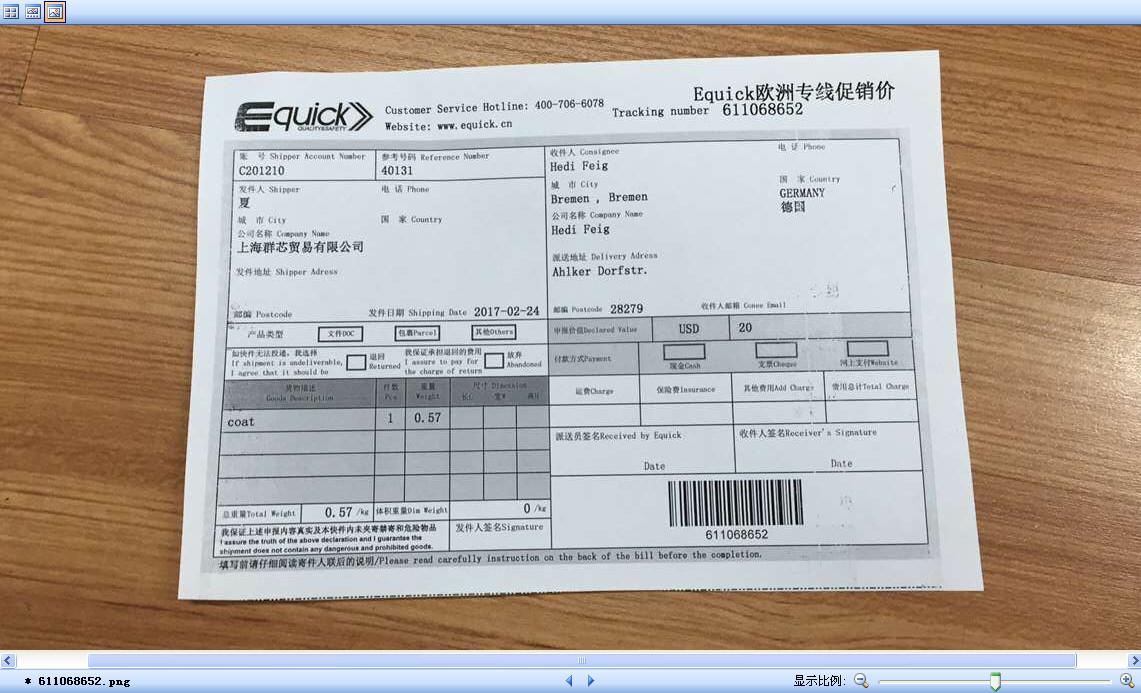 Equick
QUALITY&SAFETY
Customer Service Hotline: 400-706-6078
Website: www.equick.cn
Equick欧洲专线促销价
Tracking number 611068652
账 号 Shipper Account Number
C201210
参考号码 Reference Number
40131
发件人 Shipper
夏
电 话 Phone
城 市 City
国 家 Country
公司名称 Company Name
上海群芯贸易有限公司
发件地址 Shipper Adress
邮编 Postcode
发件日期 Shipping Date 2017-02-24
收件人 Consignee
Hedi Feig
电 话 Phone
城 市 City
Bremen , Bremen
国 家 Country
GERMANY
德国
公司名称 Company Name
Hedi Feig
派送地址 Delivery Adress
Ahlker Dorfstr.
邮编 Postcode 28279
收件人邮箱 Conee Email
产品类型
文件DOC
包裹Parcel
其他Others
申报价值Declared Value
USD
20
如快件无法投递，我选择
If shipment is undeliverable,
I agree that it should be
退回
Returned
我保证承担退回的费用
I assure to pay for
the charge of return
放弃
Abandoned
付款方式Payment
现金Cash
支票Cheque
网上支付Website
货物描述
Goods Description
件数
Pcs
重量
Weight
尺寸 Dimension
长L
宽W
高H
运费Charge
保险费Insurance
其他费用Add Charge
费用总计Total Charge
coat
1
0.57
派送员签名Received by Equick
Date
收件人签名Receiver's Signature
Date
总重量Total Weight
0.57 /kg
体积重量Dim Weight
0 /kg
我保证上述申报内容真实及本快件内未夹寄禁寄和危险物品
I assure the truth of the above declaration and I guarantee the
shipment does not contain any dangerous and prohibited goods.
发件人签名Signature
611068652
填写前请仔细阅读寄件人联后的说明/Please read carefully instruction on the back of the bill before the completion.
* 611068652.png
显示比例: